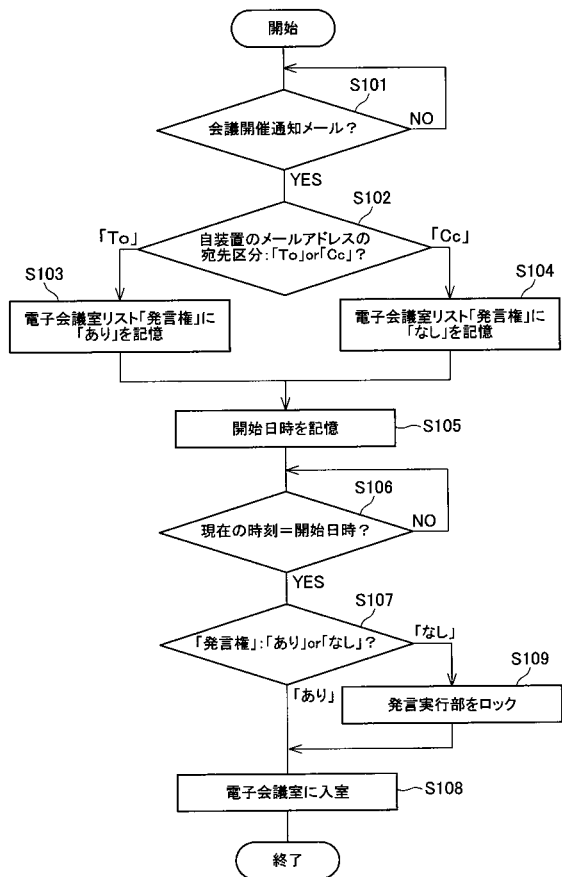 開始
S101
会議開催通知メール？
NO
YES
S102
「To」
自装置のメールアドレスの
宛先区分:「To」or「Cc」？
「Cc」
S103
電子会議室リスト「発言権」に
「あり」を記憶
S104
電子会議室リスト「発言権」に
「なし」を記憶
開始日時を記憶
S105
S106
現在の時刻＝開始日時？
NO
YES
S107
「発言権」:「あり」or「なし」？
「なし」
「あり」
S109
発言実行部をロック
電子会議室に入室
S108
終了